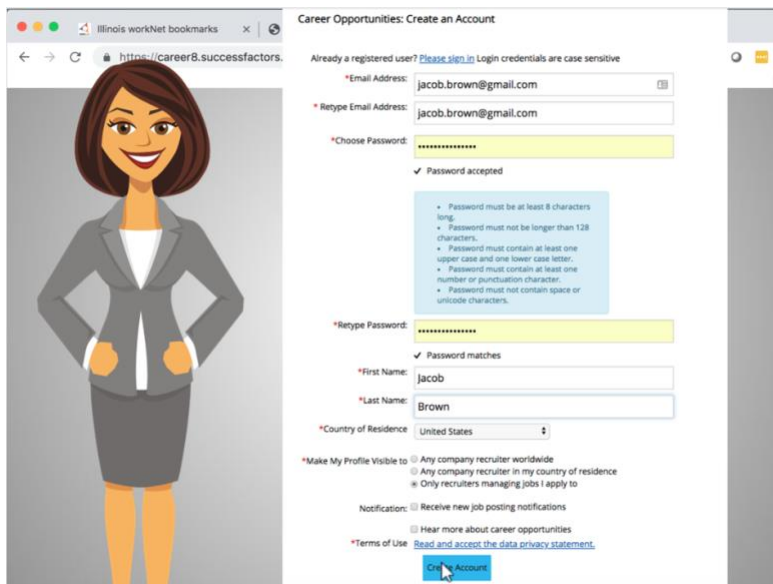 Illinois workNet bookmarks
https://career8.successfactors.
Career Opportunities: Create an Account
Already a registered user? Please sign in Login credentials are case sensitive
*Email Address:
jacob.brown@gmail.com
* Retype Email Address:
jacob.brown@gmail.com
*Choose Password:
•••••••••••••••
✓ Password accepted
• Password must be at least 8 characters
long.
• Password must not be longer than 128
characters.
• Password must contain at least one
upper case and one lower case letter.
• Password must contain at least one
number or punctuation character.
• Password must not contain space or
unicode characters.
*Retype Password:
•••••••••••••••
✓ Password matches
*First Name:
Jacob
*Last Name:
Brown
*Country of Residence
United States
*Make My Profile Visible to
Any company recruiter worldwide
Any company recruiter in my country of residence
Only recruiters managing jobs I apply to
Notification:
Receive new job posting notifications
Hear more about career opportunities
*Terms of Use Read and accept the data privacy statement.
Create Account